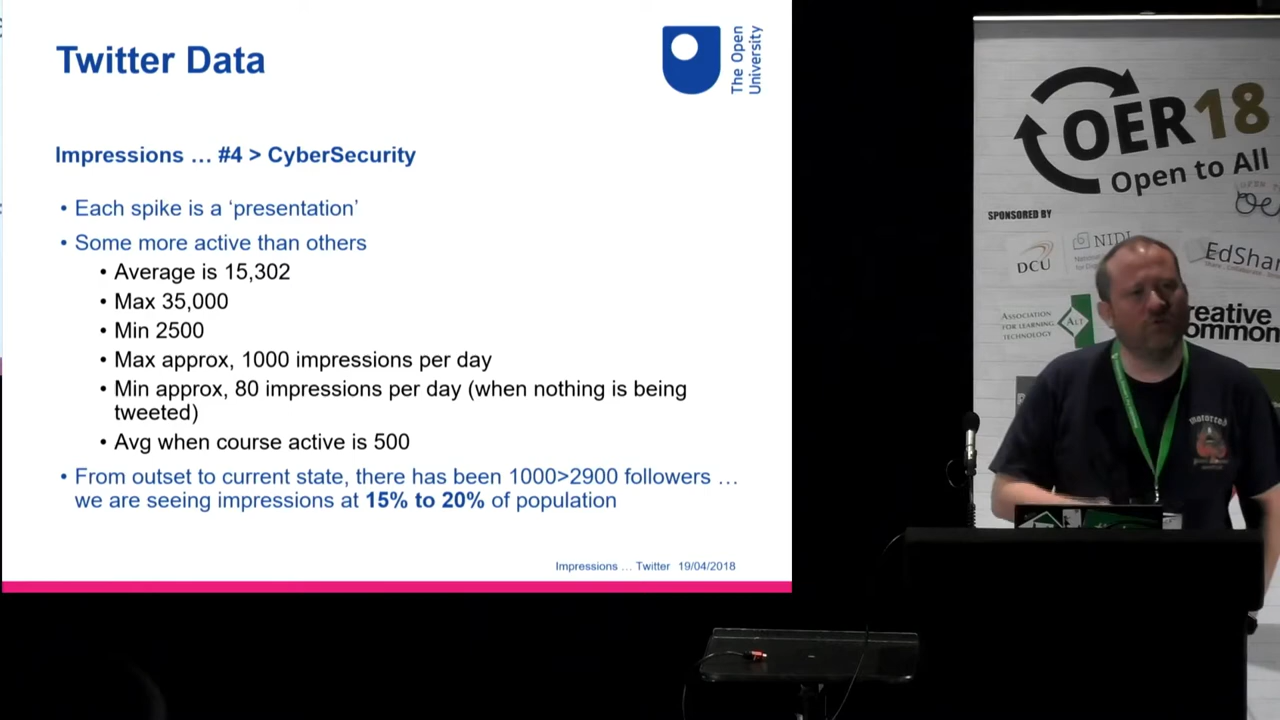 Twitter Data
The Open
University
Impressions … #4 > CyberSecurity
• Each spike is a ‘presentation’
• Some more active than others
• Average is 15,302
• Max 35,000
• Min 2500
• Max approx, 1000 impressions per day
• Min approx, 80 impressions per day (when nothing is being
tweeted)
• Avg when course active is 500
• From outset to current state, there has been 1000>2900 followers …
we are seeing impressions at 15% to 20% of population
Impressions … Twitter 19/04/2018
OER18
Open to All
SPONSORED BY
DCU
NIDL
EdShar
ASSOCIATION
FOR LEARNING
TECHNOLOGY
ALT
reative
ommon
Motorhead